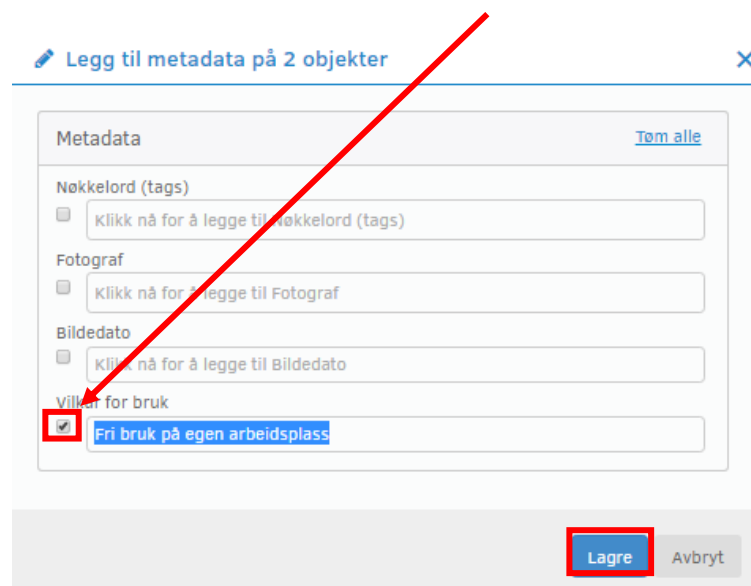 Legg til metadata på 2 objekter
Metadata
Tøm alle
Nøkkelord (tags)
Klikk nå for å legge til Nøkkelord (tags)
Fotograf
Klikk nå for å legge til Fotograf
Bildedato
Klikk nå for å legge til Bildedato
Vilkår for bruk
Fri bruk på egen arbeidsplass
Lagre
Avbryt